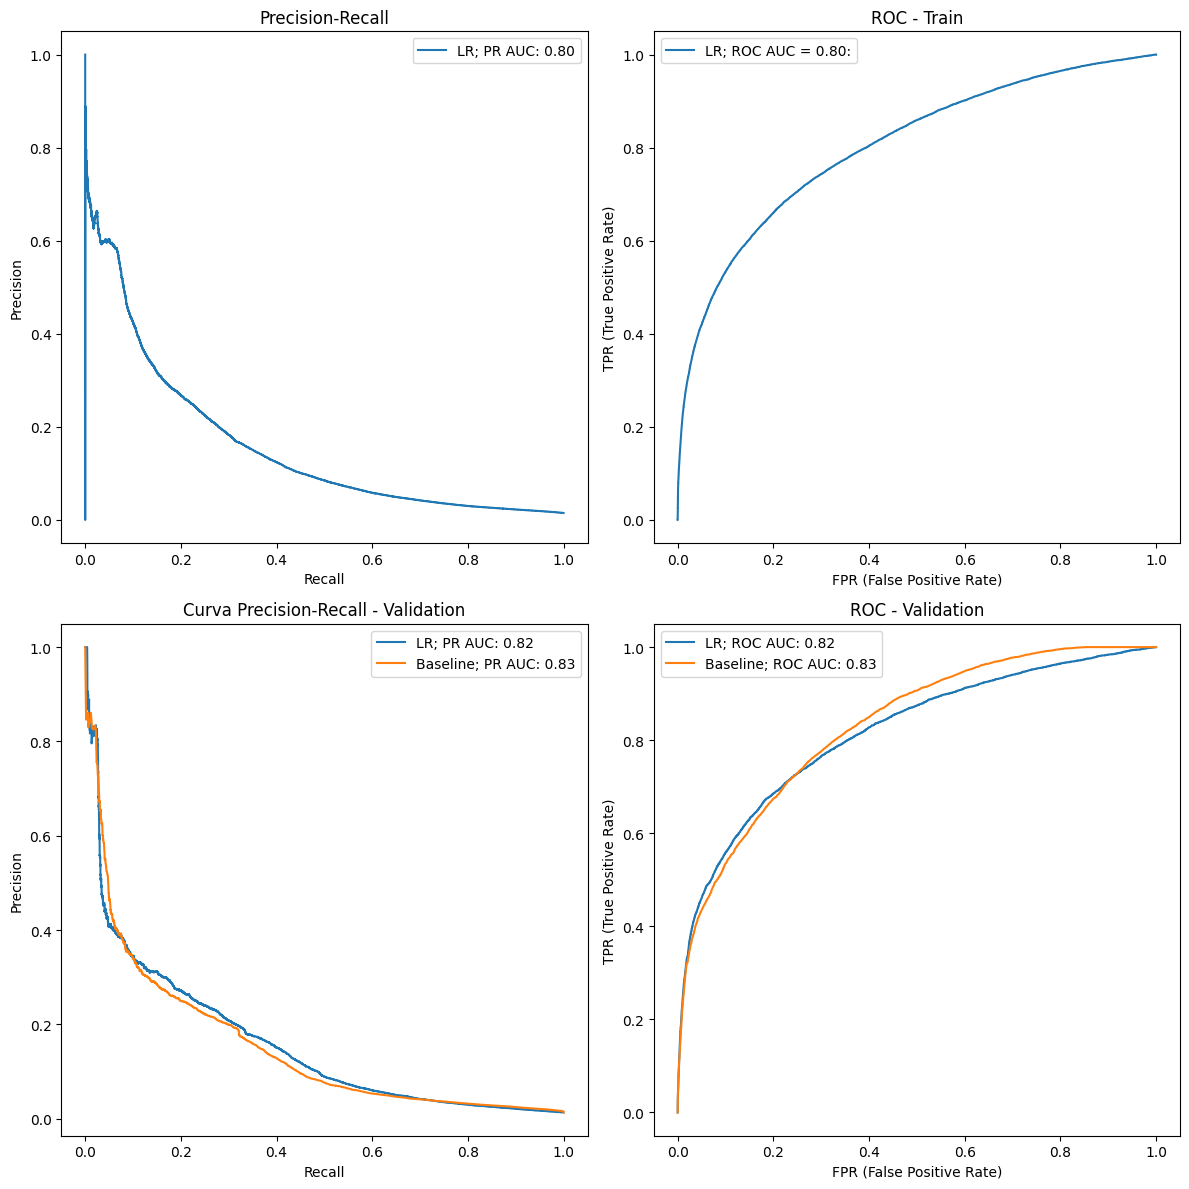 Precision-Recall
LR; PR AUC: 0.80
1.0
0.8
0.6
0.4
0.2
0.0
Precision
0.0 0.2 0.4 0.6 0.8 1.0
Recall
ROC - Train
LR; ROC AUC = 0.80:
1.0
0.8
0.6
0.4
0.2
0.0
TPR (True Positive Rate)
0.0 0.2 0.4 0.6 0.8 1.0
FPR (False Positive Rate)
Curva Precision-Recall - Validation
LR; PR AUC: 0.82
Baseline; PR AUC: 0.83
1.0
0.8
0.6
0.4
0.2
0.0
Precision
0.0 0.2 0.4 0.6 0.8 1.0
Recall
ROC - Validation
LR; ROC AUC: 0.82
Baseline; ROC AUC: 0.83
1.0
0.8
0.6
0.4
0.2
0.0
TPR (True Positive Rate)
0.0 0.2 0.4 0.6 0.8 1.0
FPR (False Positive Rate)